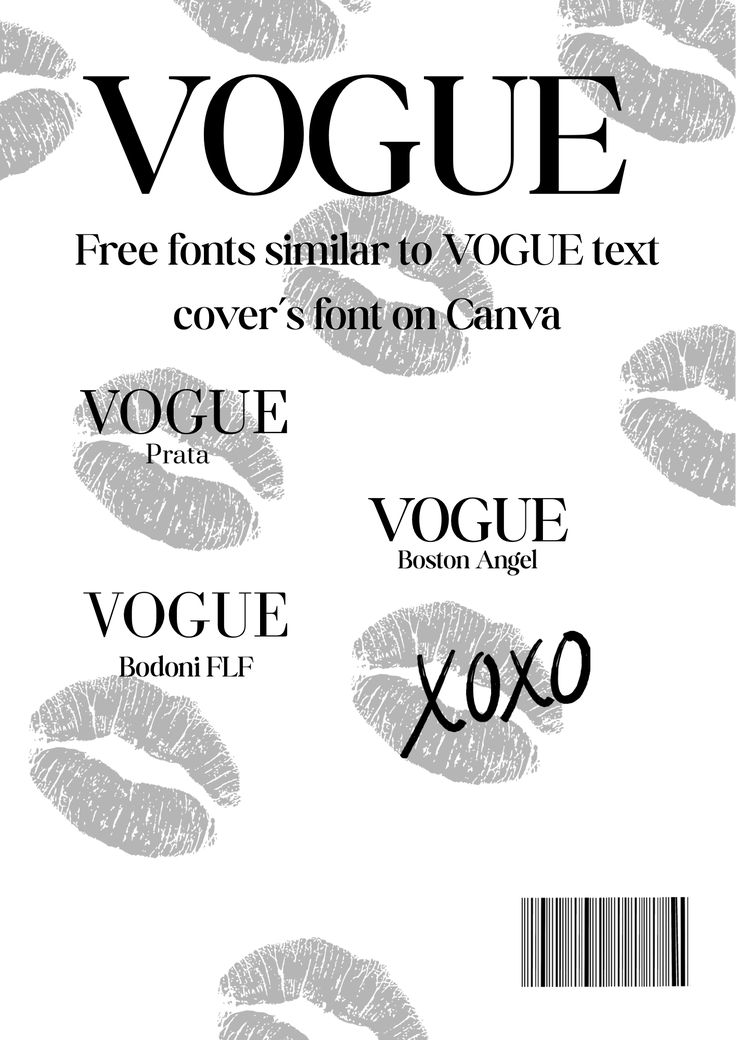 VOGUE
Free fonts similar to VOGUE text
cover´s font on Canva
VOGUE
Prata
VOGUE
Boston Angel
VOGUE
Bodoni FLF
xoxo